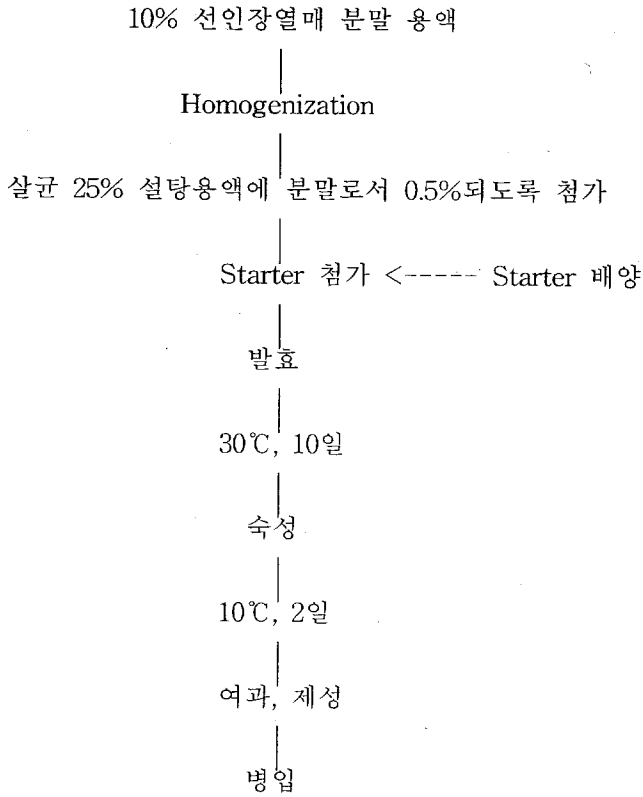 10% 선인장열매 분말 용액
Homogenization
살균 25% 설탕용액에 분말로서 0.5%되도록 첨가
Starter 첨가 <----- Starter 배양
발효
30℃, 10일
숙성
10℃, 2일
여과, 제성
병입